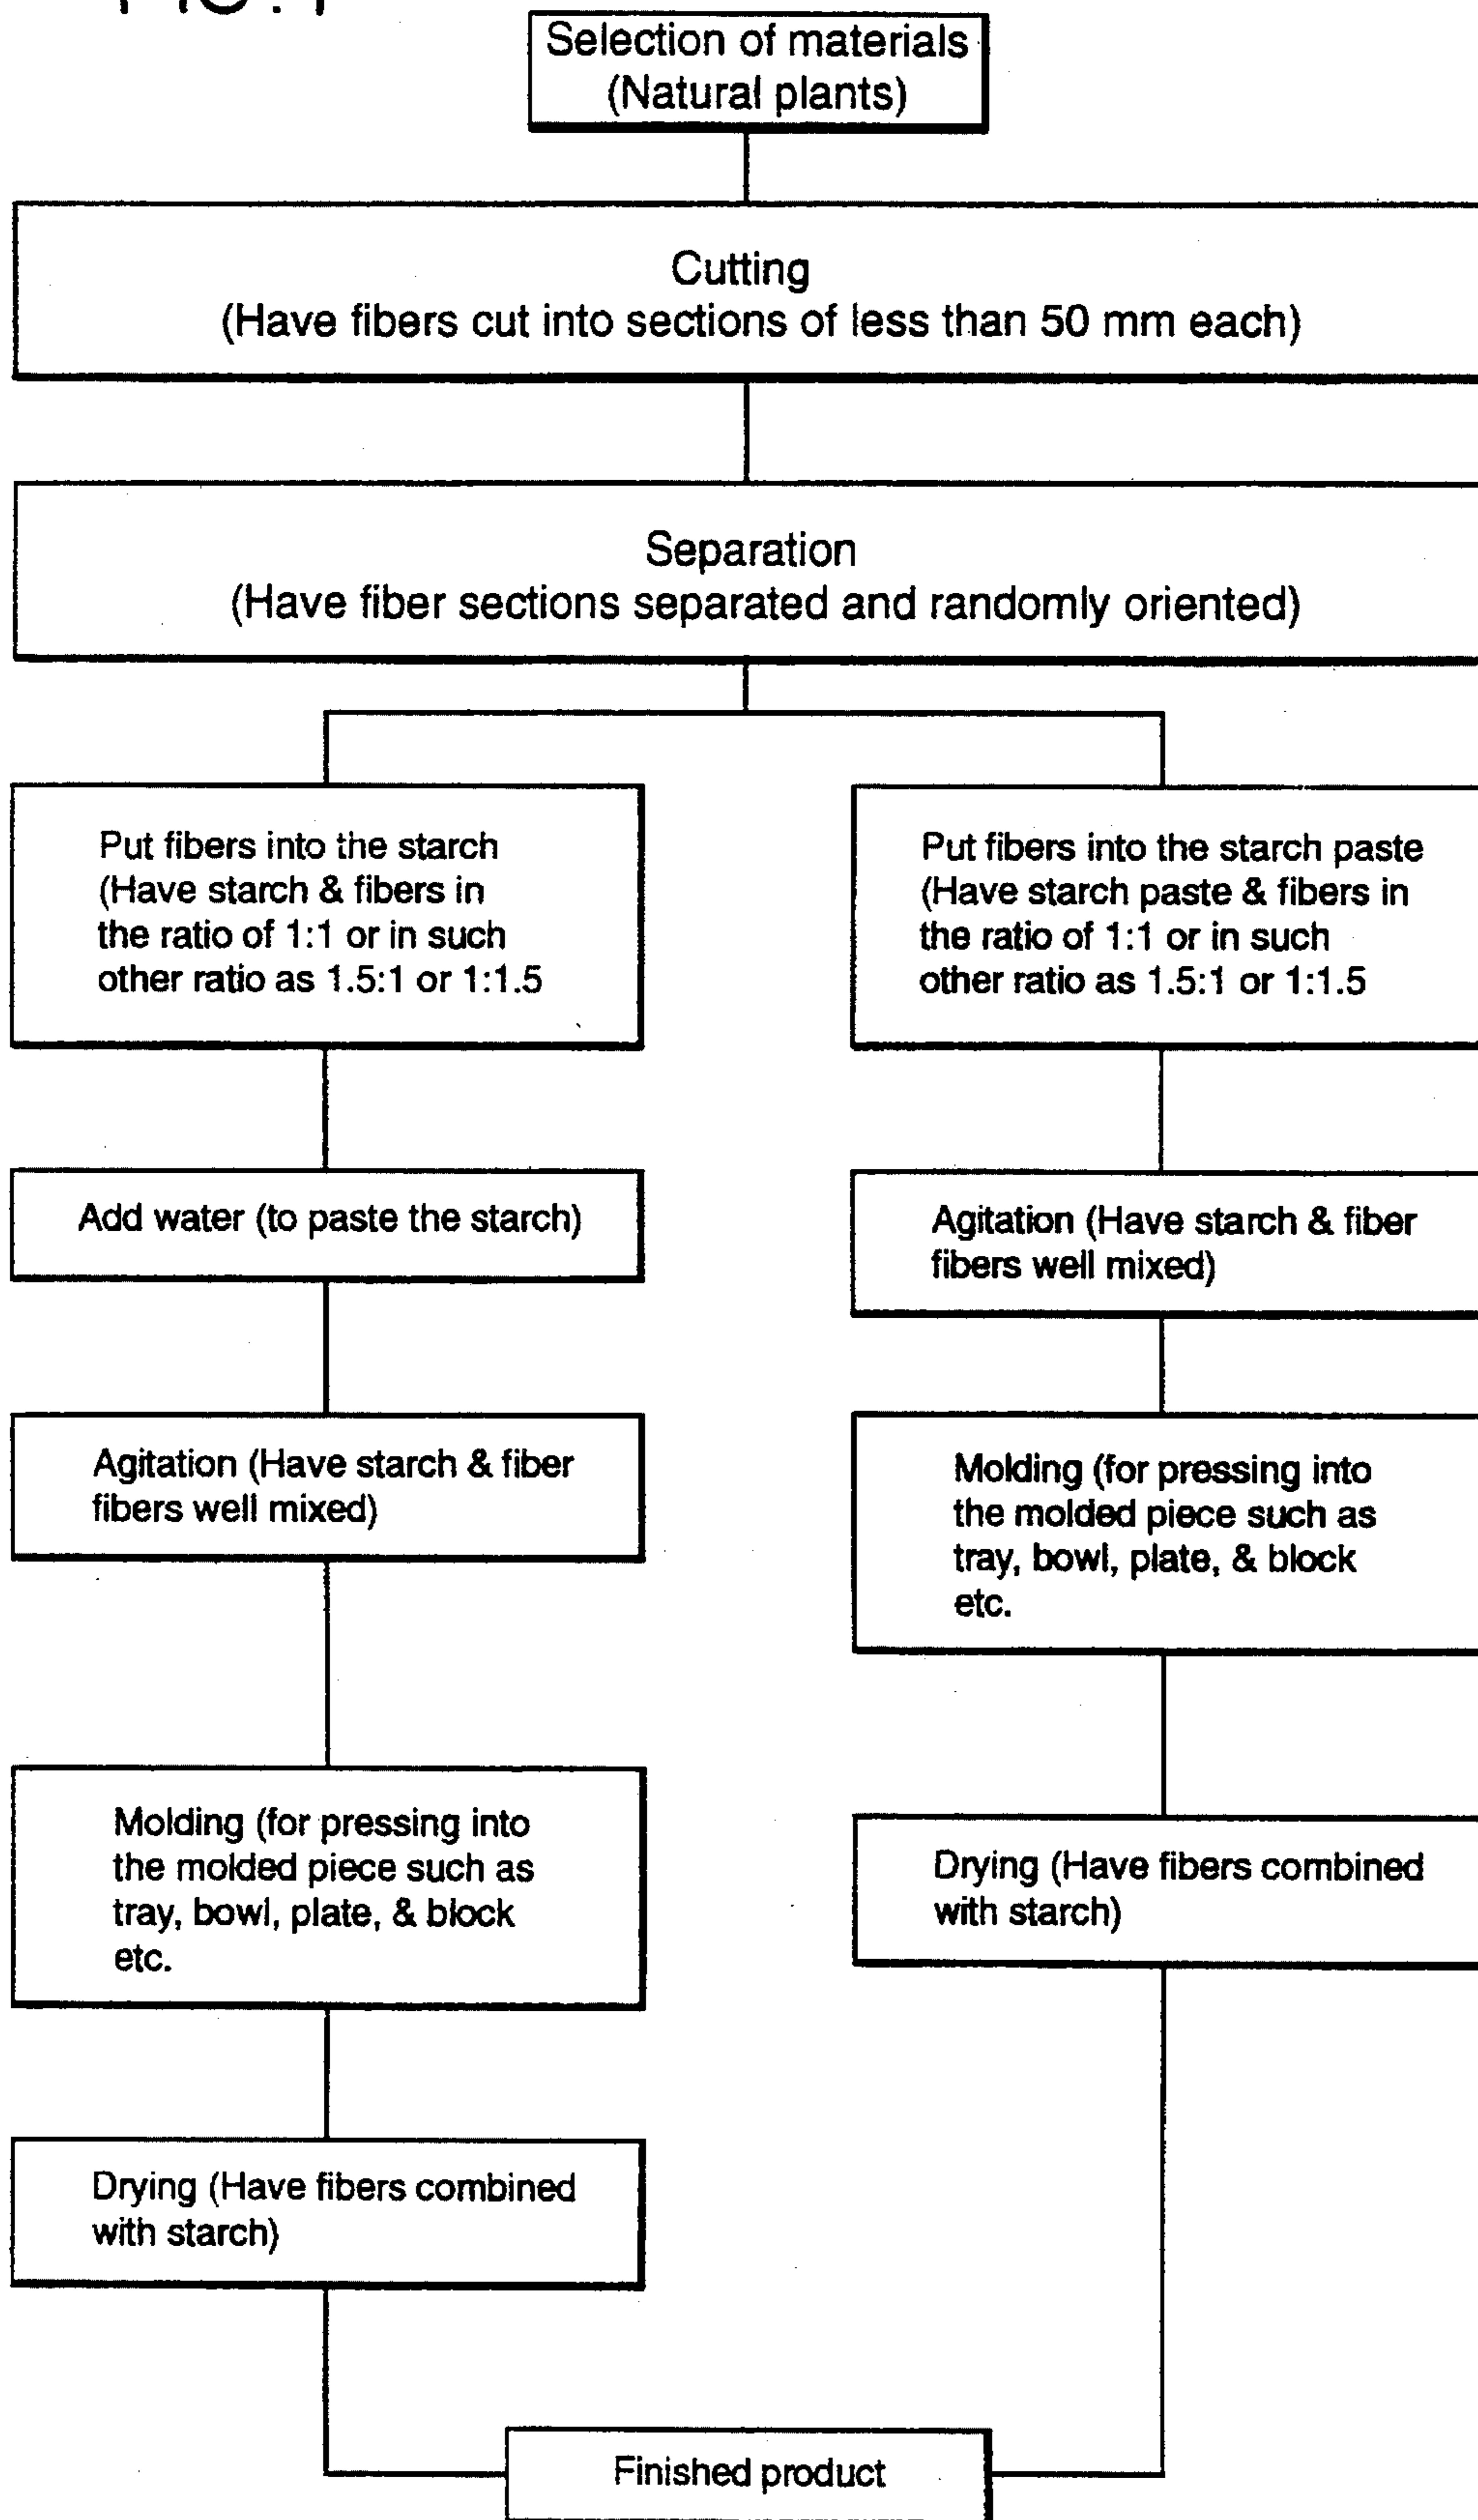 FIG. 1
Selection of materials
(Natural plants)
Cutting
(Have fibers cut into sections of less than 50 mm each)
Separation
(Have fiber sections separated and randomly oriented)
Put fibers into the starch
(Have starch & fibers in
the ratio of 1:1 or in such
other ratio as 1.5:1 or 1:1.5
Add water (to paste the starch)
Agitation (Have starch & fiber
fibers well mixed)
Molding (for pressing into
the molded piece such as
tray, bowl, plate, & block
etc.
Drying (Have fibers combined
with starch)
Put fibers into the starch paste
(Have starch paste & fibers in
the ratio of 1:1 or in such
other ratio as 1.5:1 or 1:1.5
Agitation (Have starch & fiber
fibers well mixed)
Molding (for pressing into
the molded piece such as
tray, bowl, plate, & block
etc.
Drying (Have fibers combined
with starch)
Finished product